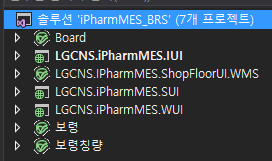 솔루션 'iPharmMES_BRS' (7개 프로젝트)
Board
LGCNS.iPharmMES.IUI
LGCNS.iPharmMES.ShopFloorUI.WMS
LGCNS.iPharmMES.SUI
LGCNS.iPharmMES.WUI
보령
보령칭량